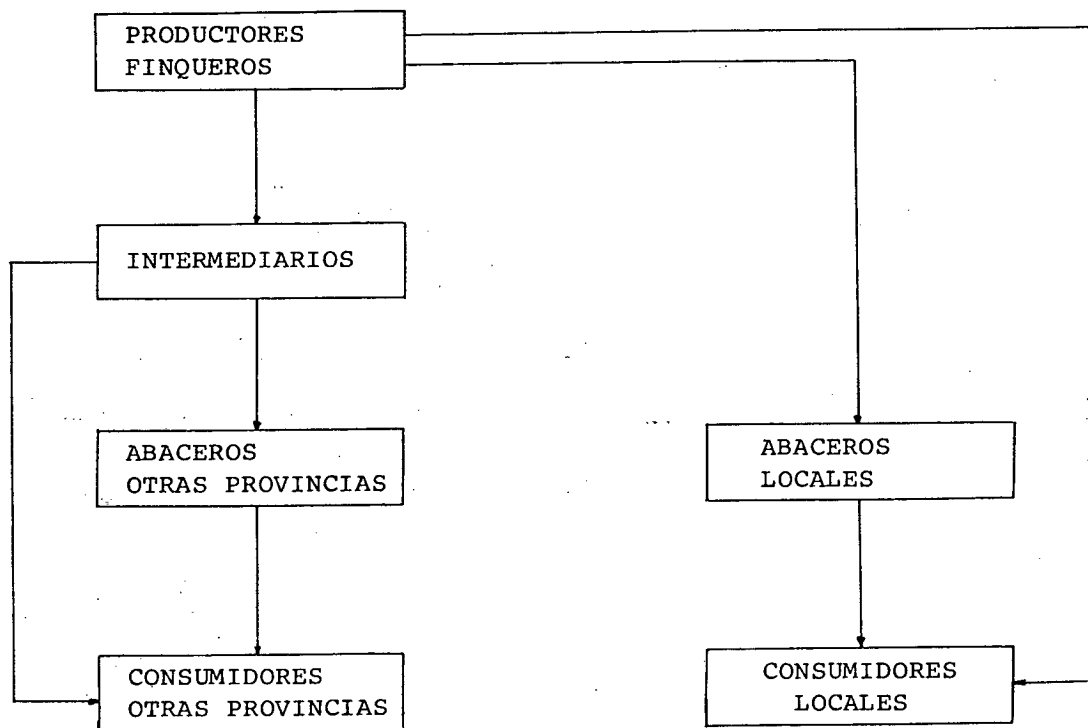 PRODUCTORES
FINQUEROS
INTERMEDIARIOS
ABACEROS
OTRAS PROVINCIAS
ABACEROS
LOCALES
CONSUMIDORES
OTRAS PROVINCIAS
CONSUMIDORES
LOCALES